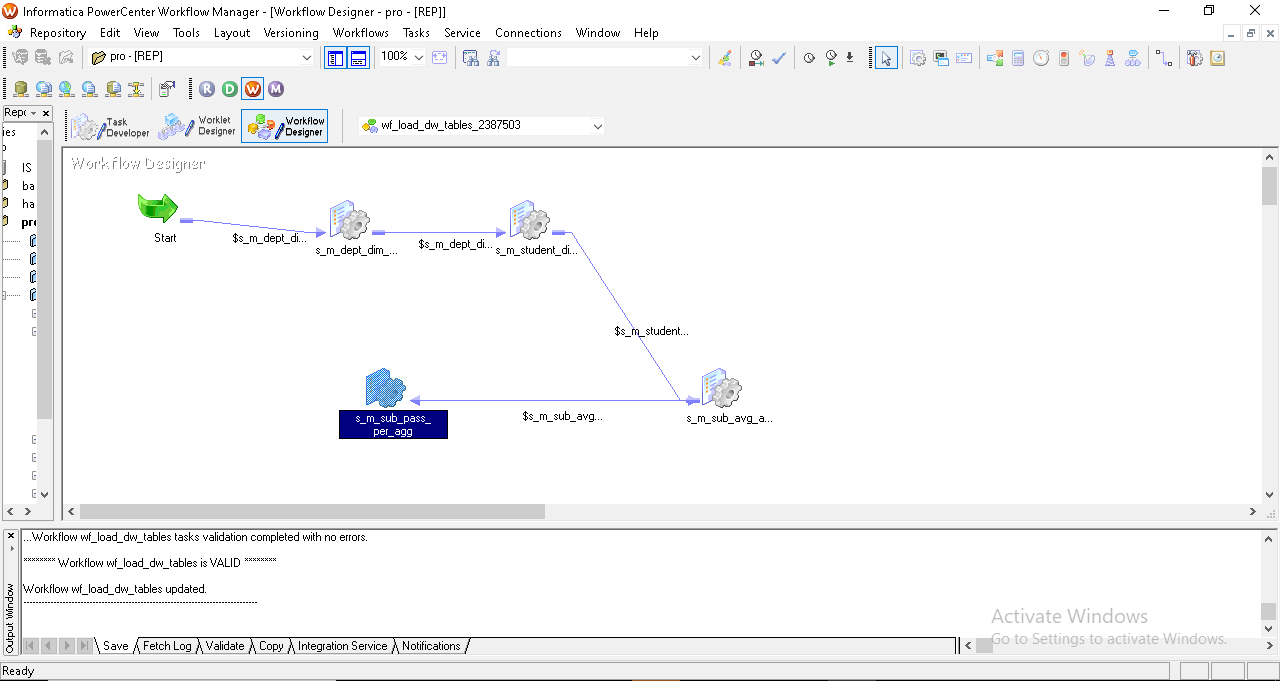 Informatica PowerCenter Workflow Manager - [Workflow Designer - pro - [REP]]
Repository Edit View Tools Layout Versioning Workflows Tasks Service Connections Window Help
pro - [REP]
100%
R D W M
Repc
Task Developer
Worklet Designer
Workflow Designer
wf_load_dw_tables_2387503
ies
IS
ba
ha
pro
Workflow Designer
Start
$s_m_dept_di...
s_m_dept_dim_...
$s_m_dept_di...
s_m_student_di...
$s_m_student...
s_m_sub_pass_
per_agg
$s_m_sub_avg...
s_m_sub_avg_a...
Output Window
...Workflow wf_load_dw_tables tasks validation completed with no errors.
******** Workflow wf_load_dw_tables is VALID ********
Workflow wf_load_dw_tables updated.
Activate Windows
Go to Settings to activate Windows.
Save Fetch Log Validate Copy Integration Service Notifications
Ready